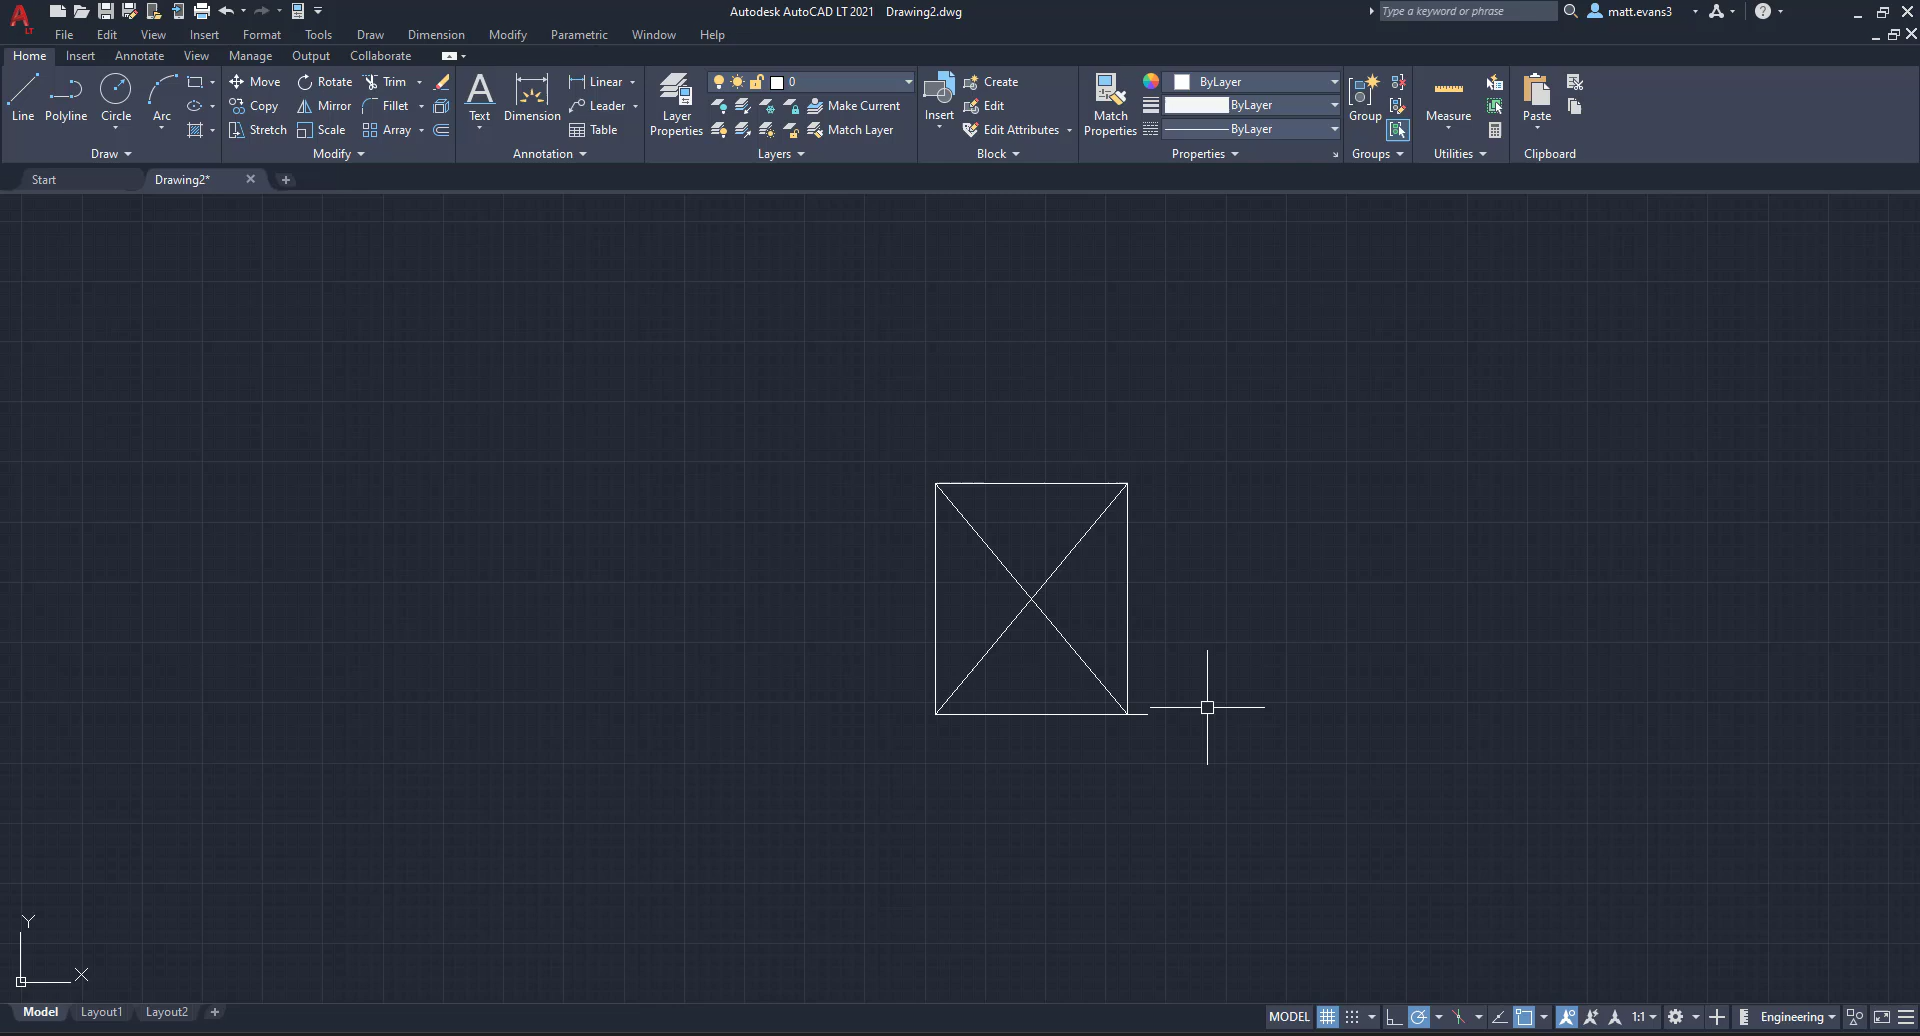 Autodesk AutoCAD LT 2021 Drawing2.dwg
Type a keyword or phrase
matt.evans3
LT
File Edit View Insert Format Tools Draw Dimension Modify Parametric Window Help
Home Insert Annotate View Manage Output Collaborate
Move Rotate Trim Linear 0 Create ByLayer
Copy Mirror Fillet Leader Make Current Edit ByLayer
Line Polyline Circle Arc Text Dimension Layer Properties Insert Match Properties Group Measure Paste
Stretch Scale Array Table Match Layer Edit Attributes ByLayer
Draw Modify Annotation Layers Block Properties Groups Utilities Clipboard
Start Drawing2*
Y
X
Model Layout1 Layout2
MODEL 1:1 Engineering